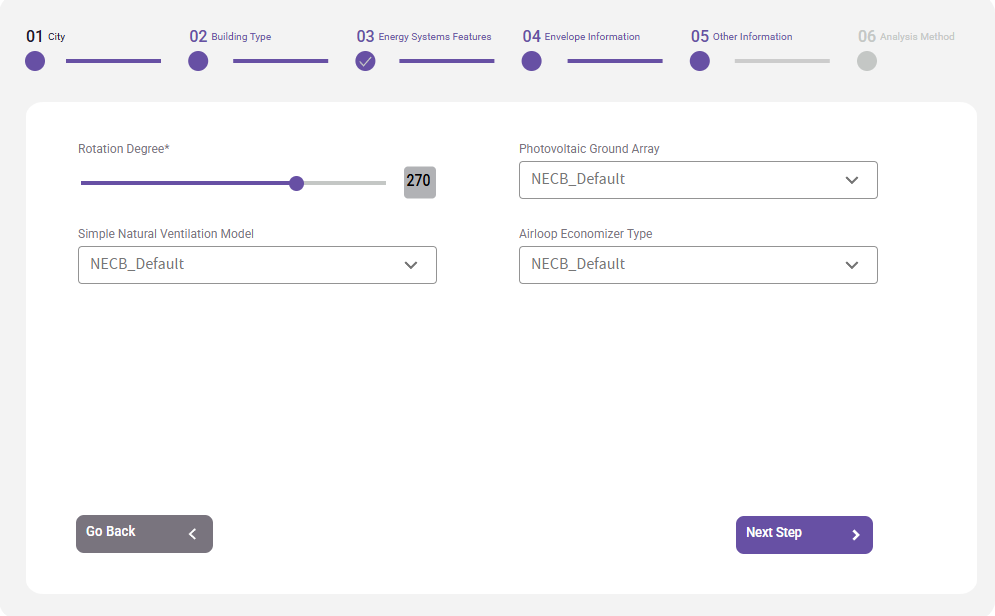 01 City
02 Building Type
03 Energy Systems Features
04 Envelope Information
05 Other Information
06 Analysis Method
Rotation Degree*
270
Photovoltaic Ground Array
NECB_Default
Simple Natural Ventilation Model
NECB_Default
Airloop Economizer Type
NECB_Default
Go Back
Next Step